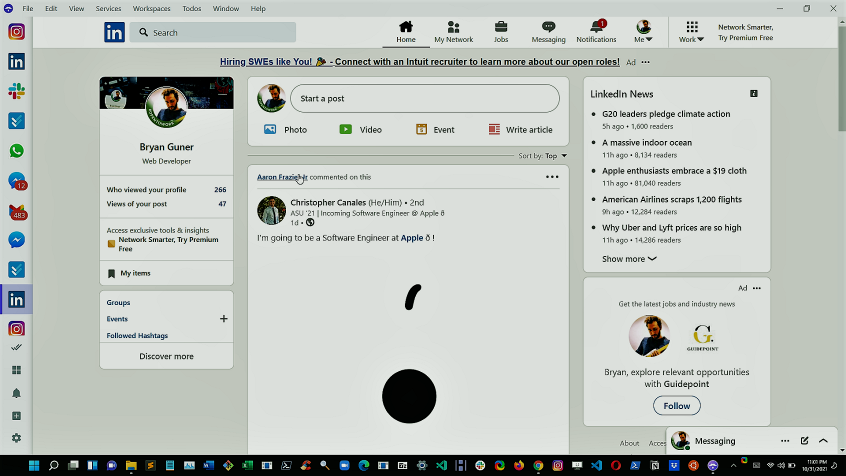 File Edit View Services Workspaces Todos Window Help
in Search
Home My Network Jobs Messaging 1 Notifications Me Work Network Smarter,
Try Premium Free
Hiring SWEs like You! - Connect with an Intuit recruiter to learn more about our open roles! Ad
Bryan Guner
Web Developer
Who viewed your profile 266
Views of your post 47
Access exclusive tools & insights
Network Smarter, Try Premium
Free
My items
Groups
Events +
Followed Hashtags
Discover more
Start a post
Photo Video Event Write article
Sort by: Top
commented on this
Christopher Canales (He/Him) • 2nd
ASU '21 | Incoming Software Engineer @ Apple ð
1d •
I'm going to be a Software Engineer at Apple ð !
LinkedIn News
G20 leaders pledge climate action
5h ago • 1,600 readers
A massive indoor ocean
11h ago • 8,134 readers
Apple employees embrace a $19 cloth
11h ago • 81,040 readers
American Airlines scraps 1,200 flights
9h ago • 12,284 readers
Why Uber and Lyft prices are so high
11h ago • 14,286 readers
Show more
Ad
Get the latest jobs and industry news
G.
GUIDEPOINT
Bryan, explore relevant opportunities
with Guidepoint
Follow
About
Messaging
12
483
11:01 PM
10/31/2021